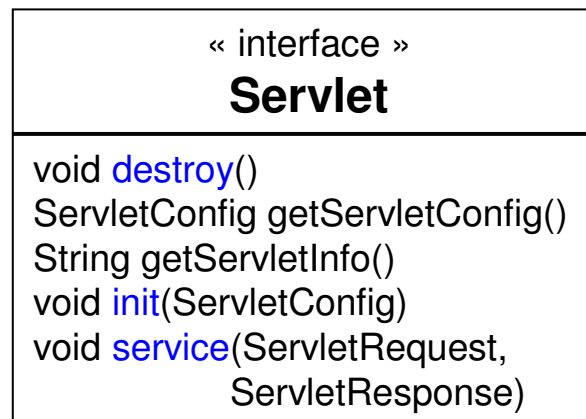 « interface »
Servlet
void destroy()
ServletConfig getServletConfig()
String getServletInfo()
void init(ServletConfig)
void service(ServletRequest,
ServletResponse)